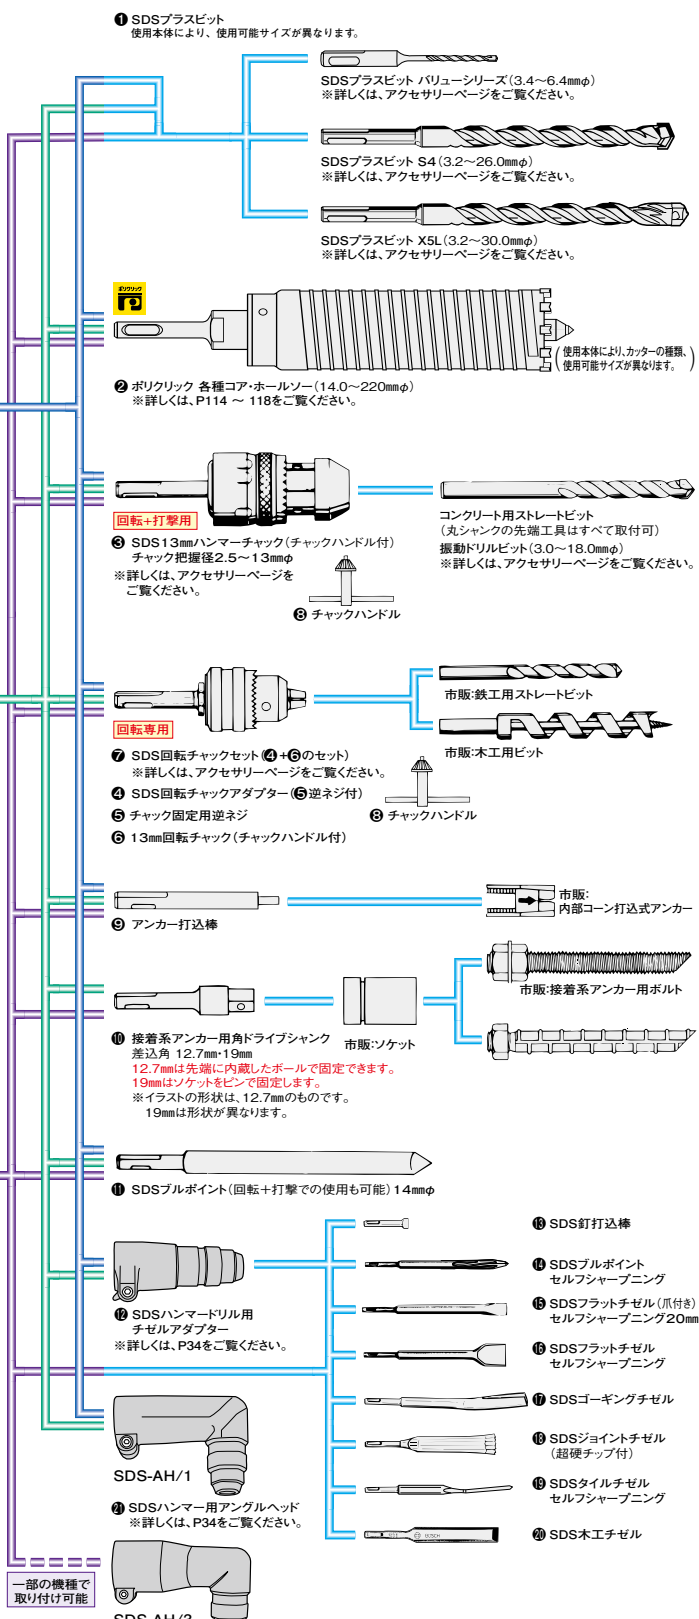 ❶ SDSプラスビット
使用本体により、使用可能サイズが異なります。
SDSプラスビット バリューシリーズ(3.4～6.4mmφ)
※詳しくは、アクセサリーページをご覧ください。
SDSプラスビット S4(3.2～26.0mmφ)
※詳しくは、アクセサリーページをご覧ください。
SDSプラスビット X5L(3.2～30.0mmφ)
※詳しくは、アクセサリーページをご覧ください。
ポリクリック
(使用本体により、カッターの種類、
使用可能サイズが異なります。)
❷ ポリクリック 各種コア・ホールソー(14.0～220mmφ)
※詳しくは、P114 ～ 118をご覧ください。
回転+打撃用
❸ SDS13mmハンマーチャック(チャックハンドル付)
チャック把握径2.5～13mmφ
※詳しくは、アクセサリーページを
ご覧ください。
❽ チャックハンドル
コンクリート用ストレートビット
(丸シャンクの先端工具はすべて取付可)
振動ドリルビット(3.0～18.0mmφ)
※詳しくは、アクセサリーページをご覧ください。
回転専用
市販:鉄工用ストレートビット
市販:木工用ビット
❼ SDS回転チャックセット(❹+❻のセット)
※詳しくは、アクセサリーページをご覧ください。
❹ SDS回転チャックアダプター(❺逆ネジ付)
❺ チャック固定用逆ネジ
❻ 13mm回転チャック(チャックハンドル付)
❽ チャックハンドル
❾ アンカー打込棒
市販:
内部コーン打込式アンカー
❿ 接着系アンカー用角ドライブシャンク
差込角 12.7mm・19mm
12.7mmは先端に内蔵したボールで固定できます。
19mmはソケットをピンで固定します。
※イラストの形状は、12.7mmのものです。
19mmは形状が異なります。
市販:ソケット
市販:接着系アンカー用ボルト
⓫ SDSブルポイント(回転+打撃での使用も可能)14mmφ
⓬ SDSハンマードリル用
チゼルアダプター
※詳しくは、P34をご覧ください。
⓭ SDS釘打込棒
⓮ SDSブルポイント
セルフシャープニング
⓯ SDSフラットチゼル(爪付き)
セルフシャープニング20mm
⓰ SDSフラットチゼル
セルフシャープニング
⓱ SDSゴーギングチゼル
⓲ SDSジョイントチゼル
(超硬チップ付)
⓳ SDSタイルチゼル
セルフシャープニング
⓴ SDS木工チゼル
BOSCH
SDS-AH/1
㉑ SDSハンマー用アングルヘッド
※詳しくは、P34をご覧ください。
一部の機種で
取り付け可能